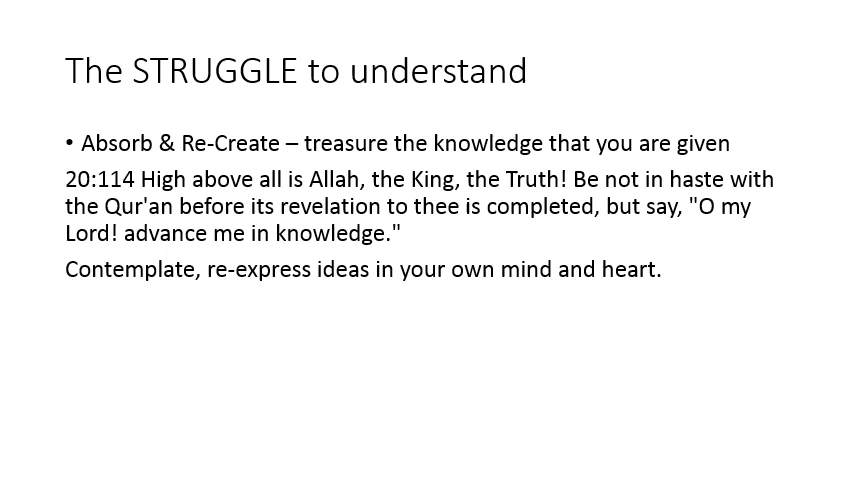 The STRUGGLE to understand
• Absorb & Re-Create – treasure the knowledge that you are given
20:114 High above all is Allah, the King, the Truth! Be not in haste with
the Qur'an before its revelation to thee is completed, but say, "O my
Lord! advance me in knowledge."
Contemplate, re-express ideas in your own mind and heart.